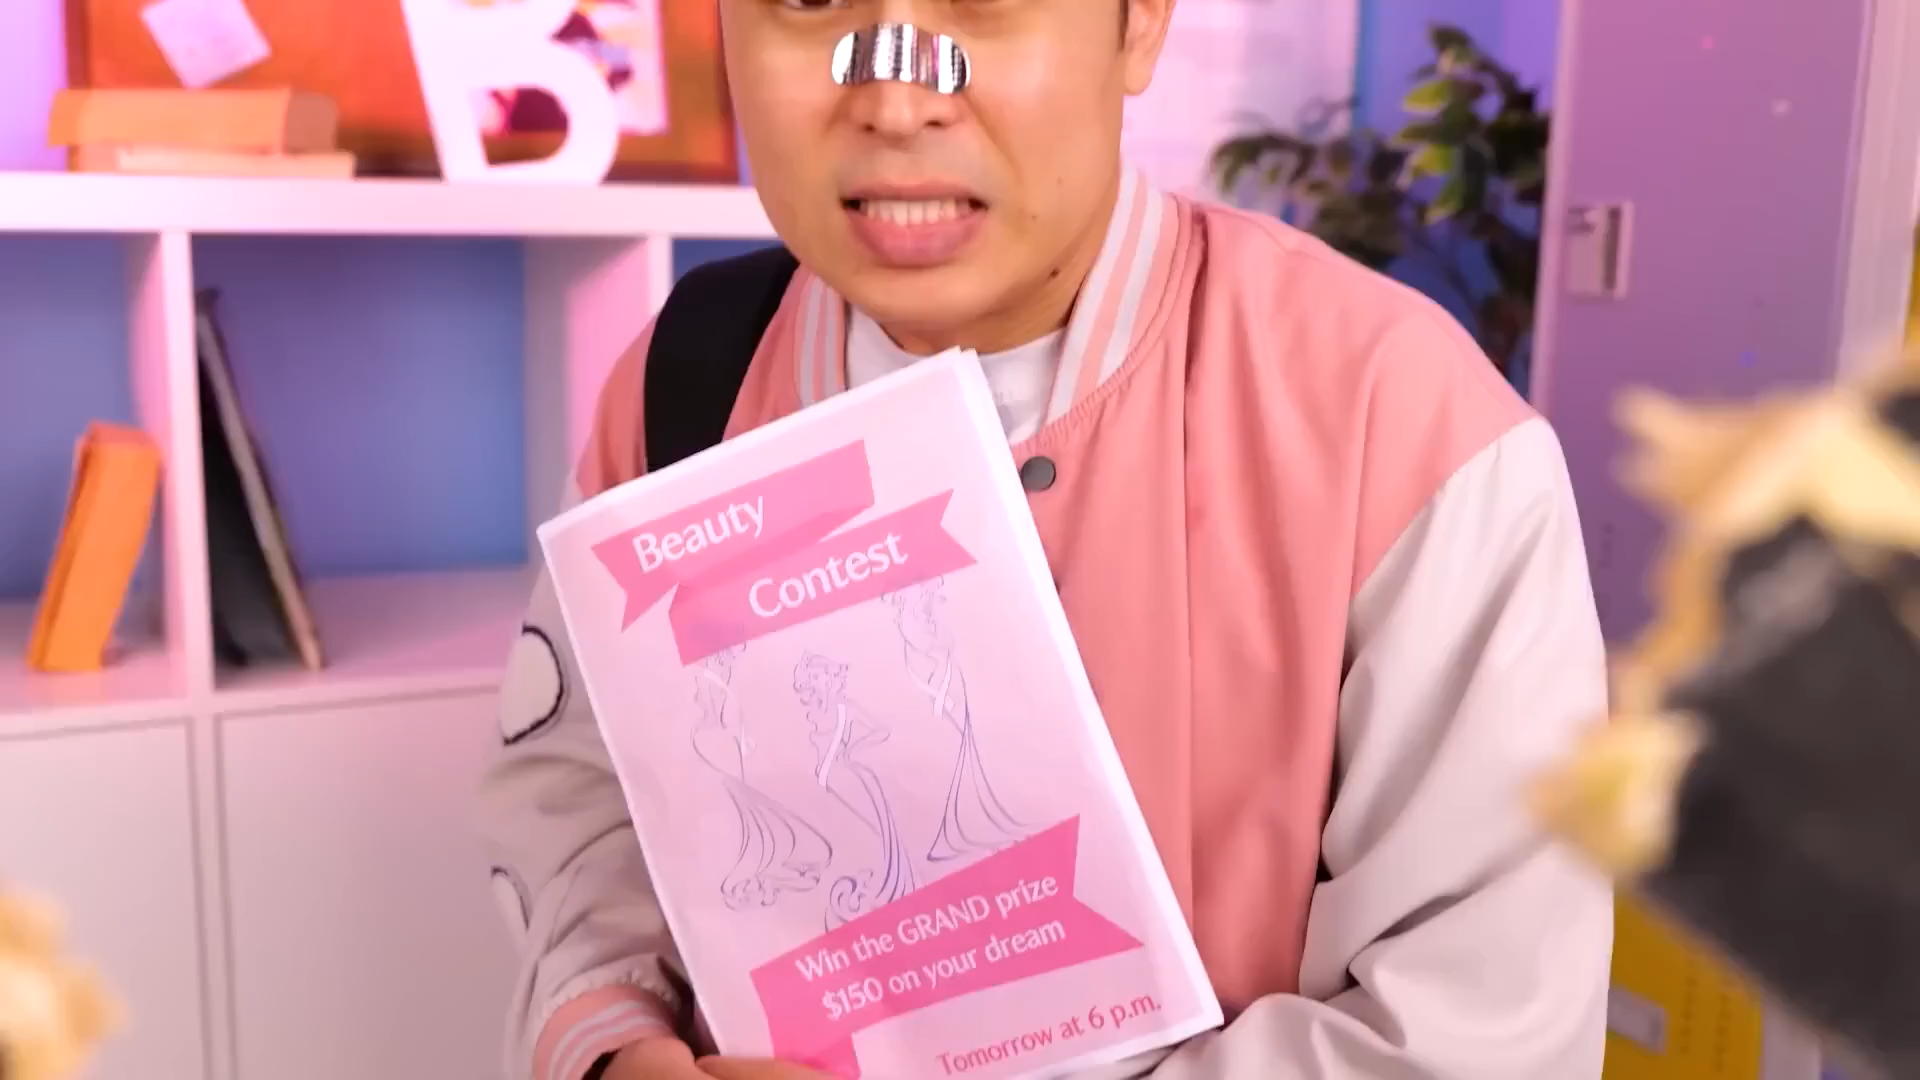 Beauty
Contest
Win the GRAND prize
$150 on your dream
Tomorrow at 6 p.m.